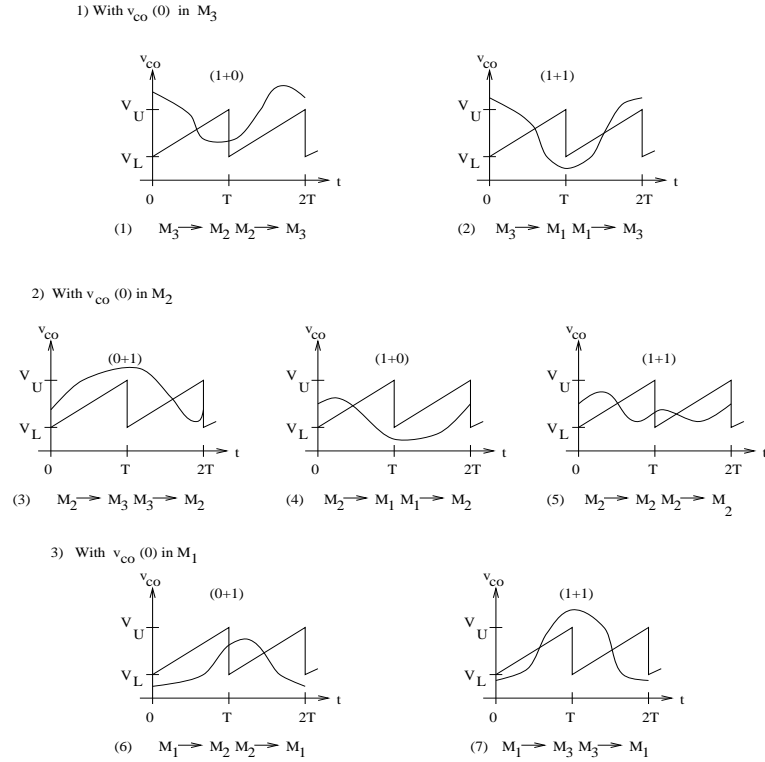 1) With v_co (0) in M_3
v_co
v_co
(1+0)
(1+1)
V_U
V_L
V_U
V_L
0 T 2T t
0 T 2T t
(1) M_3→ M_2 M_2→ M_3
(2) M_3→ M_1 M_1→ M_3
2) With v_co (0) in M_2
v_co
v_co
v_co
(0+1)
(1+0)
(1+1)
V_U
V_L
V_U
V_L
V_U
V_L
0 T 2T t
0 T 2T t
0 T 2T t
(3) M_2→ M_3 M_3→ M_2
(4) M_2→ M_1 M_1→ M_2
(5) M_2→ M_2 M_2→ M_2
3) With v_co (0) in M_1
v_co
v_co
(0+1)
(1+1)
V_U
V_L
V_U
V_L
0 T 2T t
0 T 2T t
(6) M_1→ M_2 M_2→ M_1
(7) M_1→ M_3 M_3→ M_1